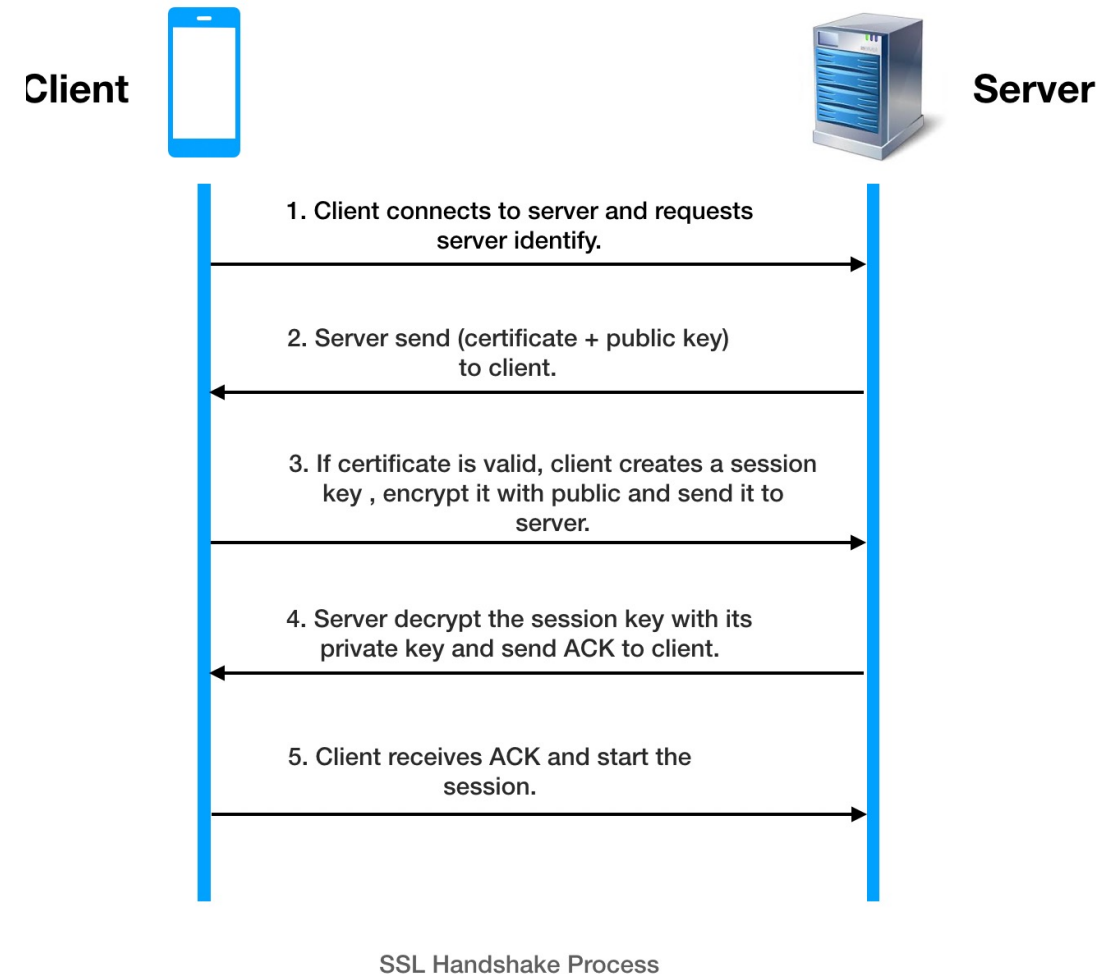 Client
Server
1. Client connects to server and requests
server identify.
2. Server send (certificate + public key)
to client.
3. If certificate is valid, client creates a session
key , encrypt it with public and send it to
server.
4. Server decrypt the session key with its
private key and send ACK to client.
5. Client receives ACK and start the
session.
SSL Handshake Process